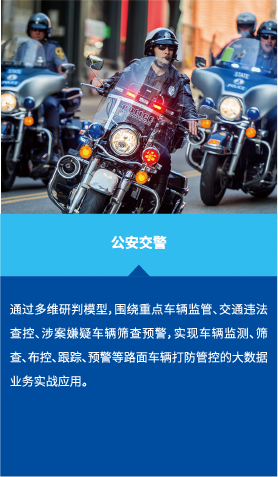 STATE
公安交警
通过多维研判模型，围绕重点车辆监管、交通违法
查控、涉案嫌疑车辆筛查预警，实现车辆监测、筛
查、布控、跟踪、预警等路面车辆打防管控的大数据
业务实战应用。